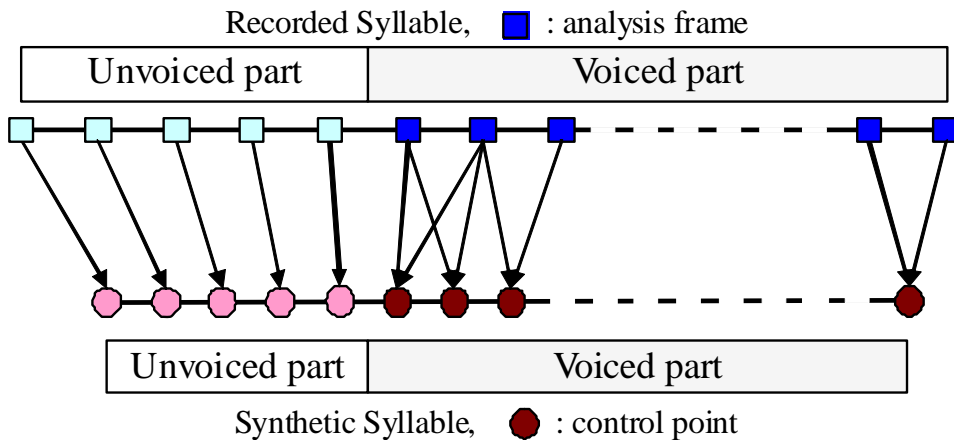 Recorded Syllable, : analysis frame
Unvoiced part Voiced part
Unvoiced part Voiced part
Synthetic Syllable, : control point